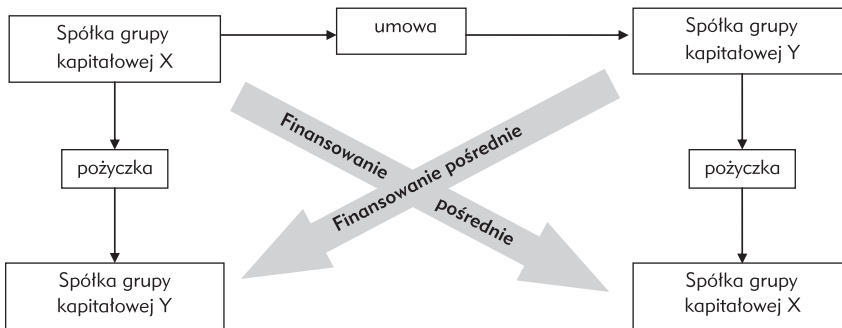 Spółka grupy
kapitałowej X
umowa
Spółka grupy
kapitałowej Y
Finansowanie
pośrednie
Finansowanie pośrednie
pożyczka
pożyczka
Spółka grupy
kapitałowej Y
Spółka grupy
kapitałowej X